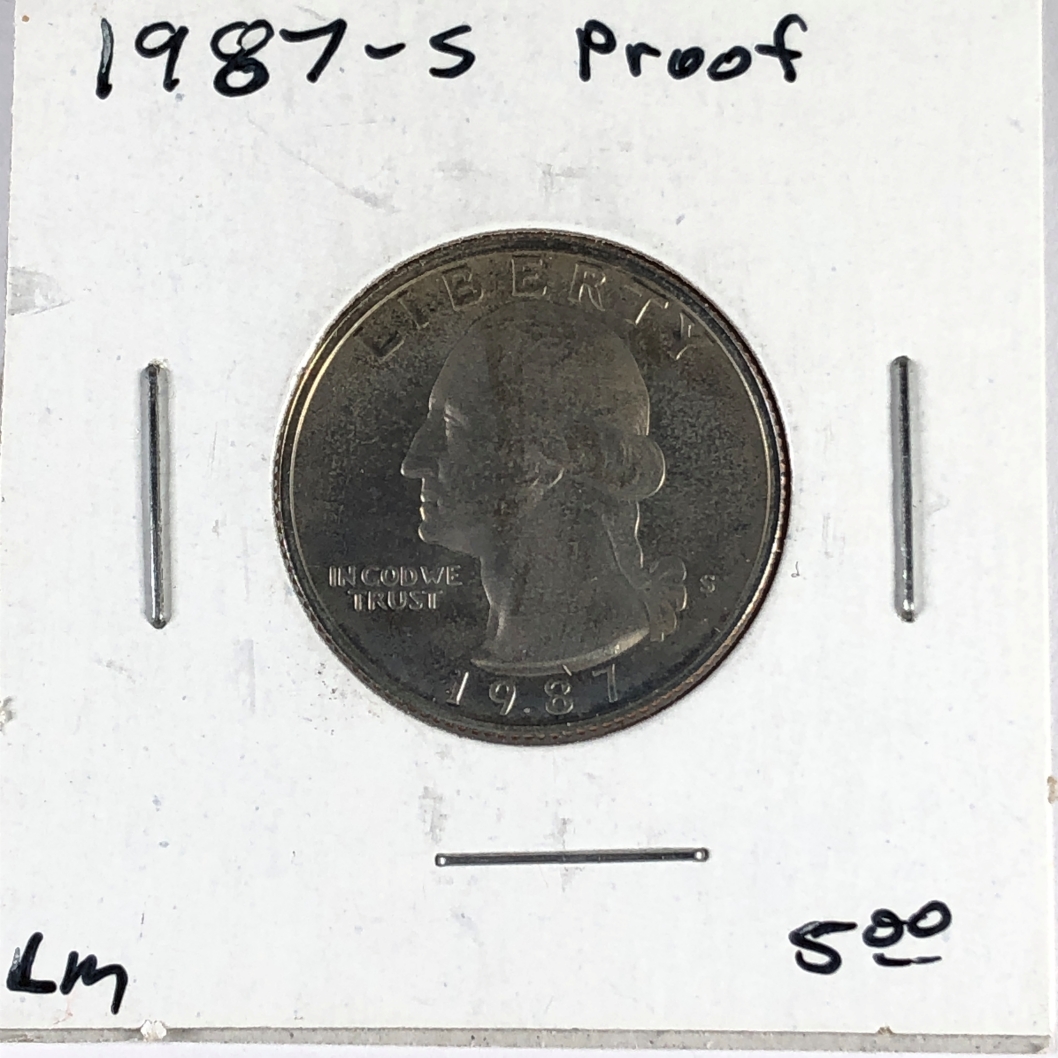 1987-S Proof
LIBERTY
IN GOD WE
TRUST
S
1987
Lm
5.00